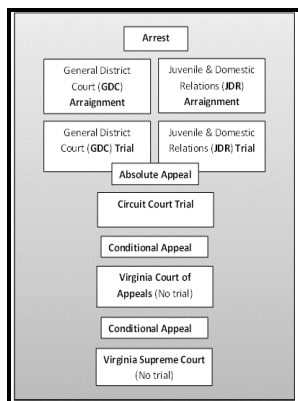 Arrest
General District
Court (GDC)
Arraignment
Juvenile & Domestic
Relations (JDR)
Arraignment
General District
Court (GDC) Trial
Juvenile & Domestic
Relations (JDR) Trial
Absolute Appeal
Circuit Court Trial
Conditional Appeal
Virginia Court of
Appeals (No trial)
Conditional Appeal
Virginia Supreme Court
(No trial)